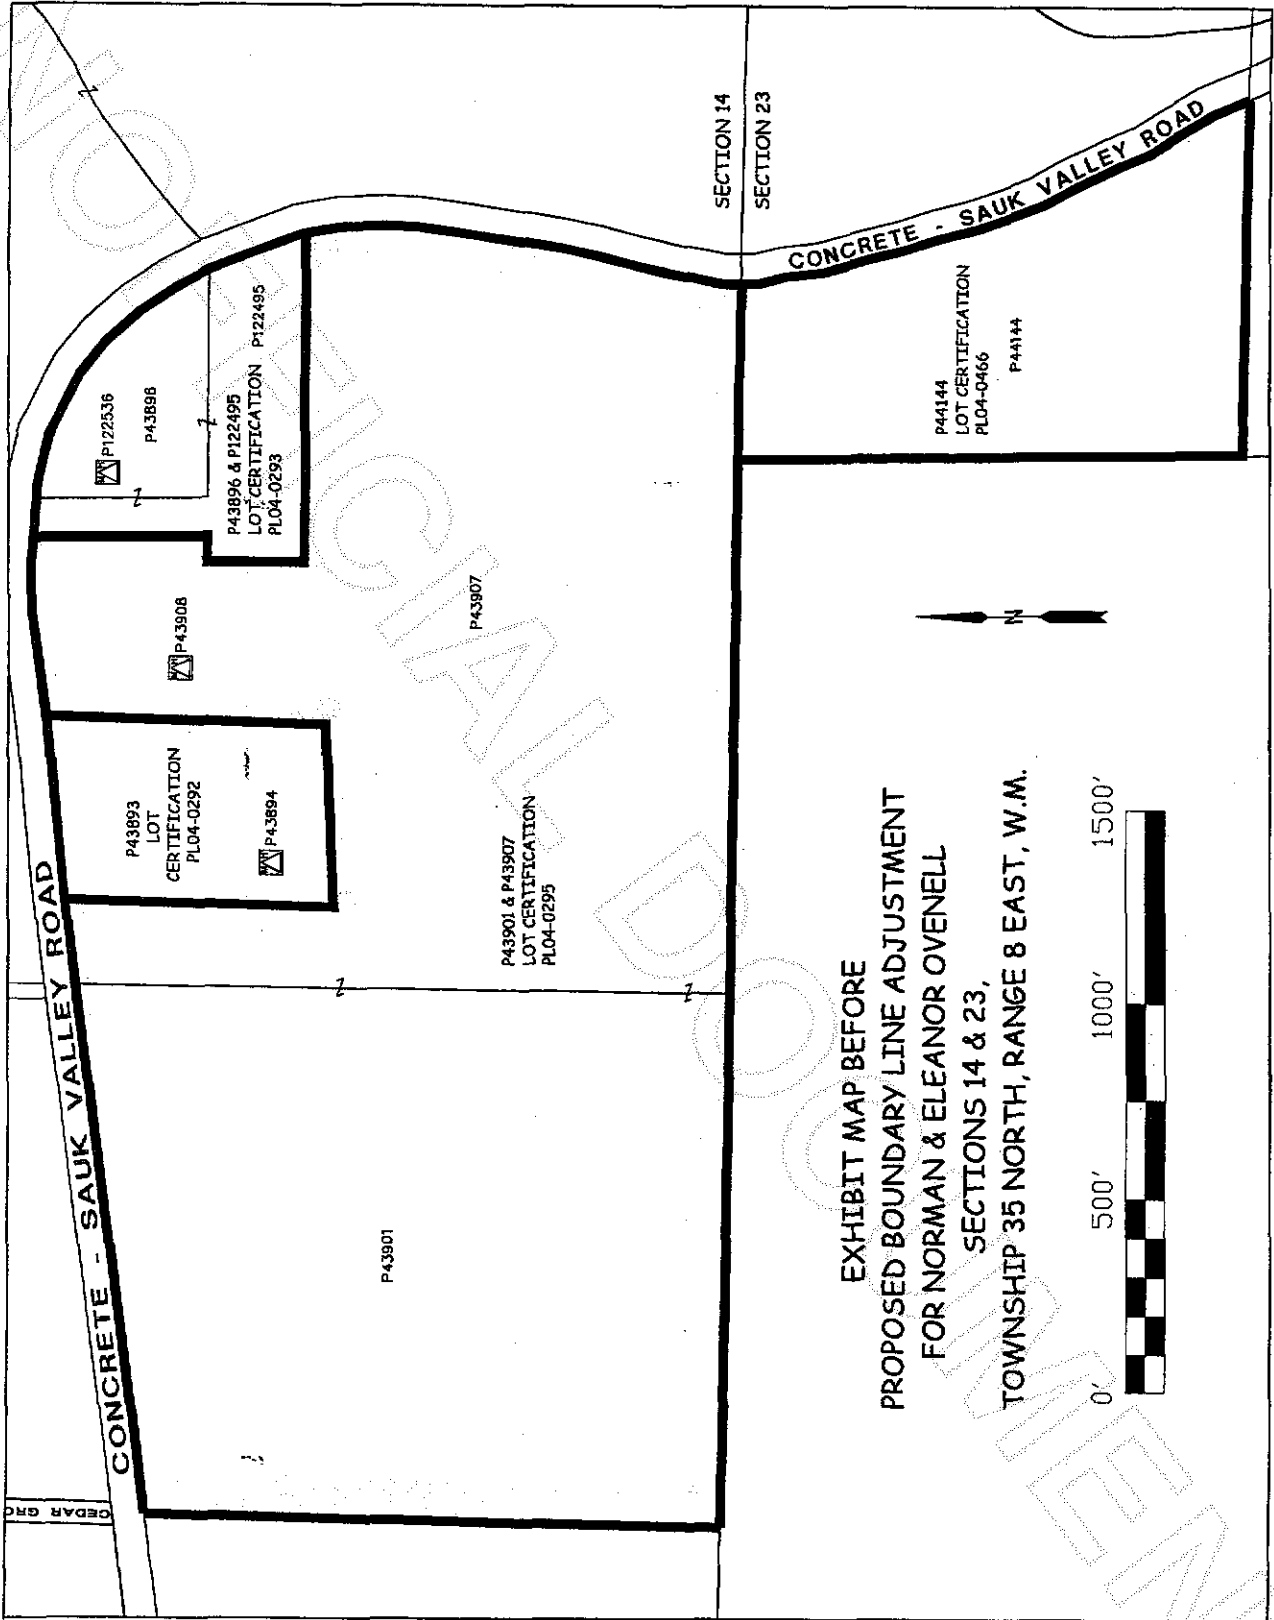 CEDAR GRO
CONCRETE - SAUK VALLEY ROAD
P43893
LOT
CERTIFICATION
PL04-0292
P43894
P43908
P122536
P43898
P43896 & P122495
LOT CERTIFICATION
PL04-0293
P122495
P43901
P43901 & P43907
LOT CERTIFICATION
PL04-0295
P43907
SECTION 14
SECTION 23
CONCRETE - SAUK VALLEY ROAD
P44144
LOT CERTIFICATION
PL04-0466
P44144
N
EXHIBIT MAP BEFORE
PROPOSED BOUNDARY LINE ADJUSTMENT
FOR NORMAN & ELEANOR OVENELL
SECTIONS 14 & 23,
TOWNSHIP 35 NORTH, RANGE 8 EAST, W.M.
0' 500' 1000' 1500'
UNOFFICIAL DOCUMENT